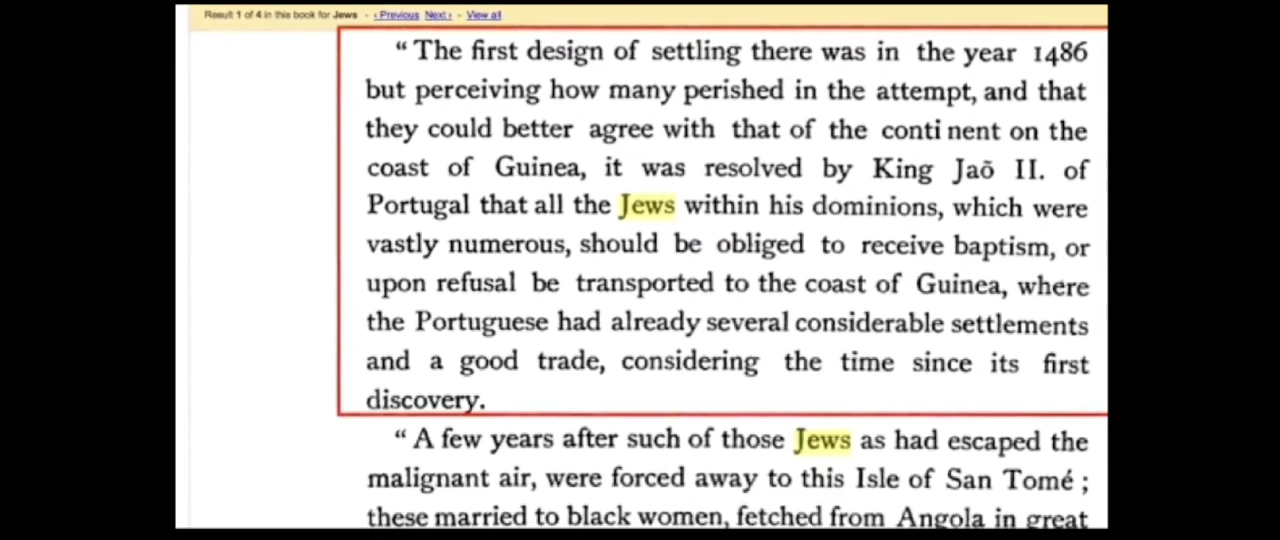 Result 1 of 4 in this book for Jews - ‹ Previous Next › - View all
“ The first design of settling there was in the year 1486
but perceiving how many perished in the attempt, and that
they could better agree with that of the conti nent on the
coast of Guinea, it was resolved by King Jaõ II. of
Portugal that all the Jews within his dominions, which were
vastly numerous, should be obliged to receive baptism, or
upon refusal be transported to the coast of Guinea, where
the Portuguese had already several considerable settlements
and a good trade, considering the time since its first
discovery.
“ A few years after such of those Jews as had escaped the
malignant air, were forced away to this Isle of San Tomé ;
these married to black women, fetched from Angola in great